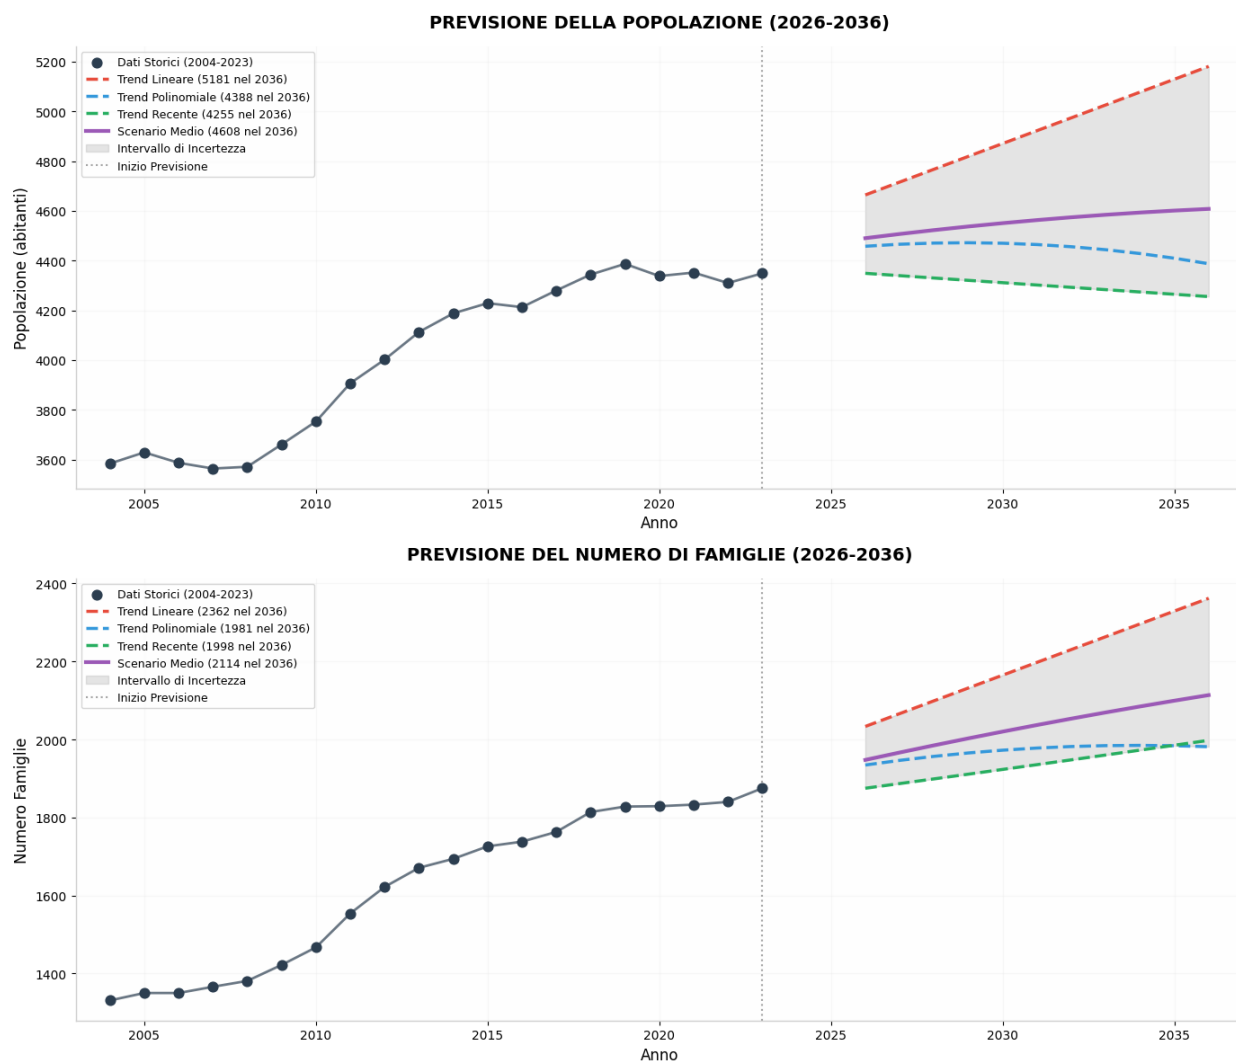 PREVISIONE DELLA POPOLAZIONE (2026-2036)
Dati Storici (2004-2023)
Trend Lineare (5181 nel 2036)
Trend Polinomiale (4388 nel 2036)
Trend Recente (4255 nel 2036)
Scenario Medio (4608 nel 2036)
Intervallo di Incertezza
Inizio Previsione
Popolazione (abitanti)
5200
5000
4800
4600
4400
4200
4000
3800
3600
2005 2010 2015 2020 2025 2030 2035
Anno
PREVISIONE DEL NUMERO DI FAMIGLIE (2026-2036)
Dati Storici (2004-2023)
Trend Lineare (2362 nel 2036)
Trend Polinomiale (1981 nel 2036)
Trend Recente (1998 nel 2036)
Scenario Medio (2114 nel 2036)
Intervallo di Incertezza
Inizio Previsione
Numero Famiglie
2400
2200
2000
1800
1600
1400
2005 2010 2015 2020 2025 2030 2035
Anno